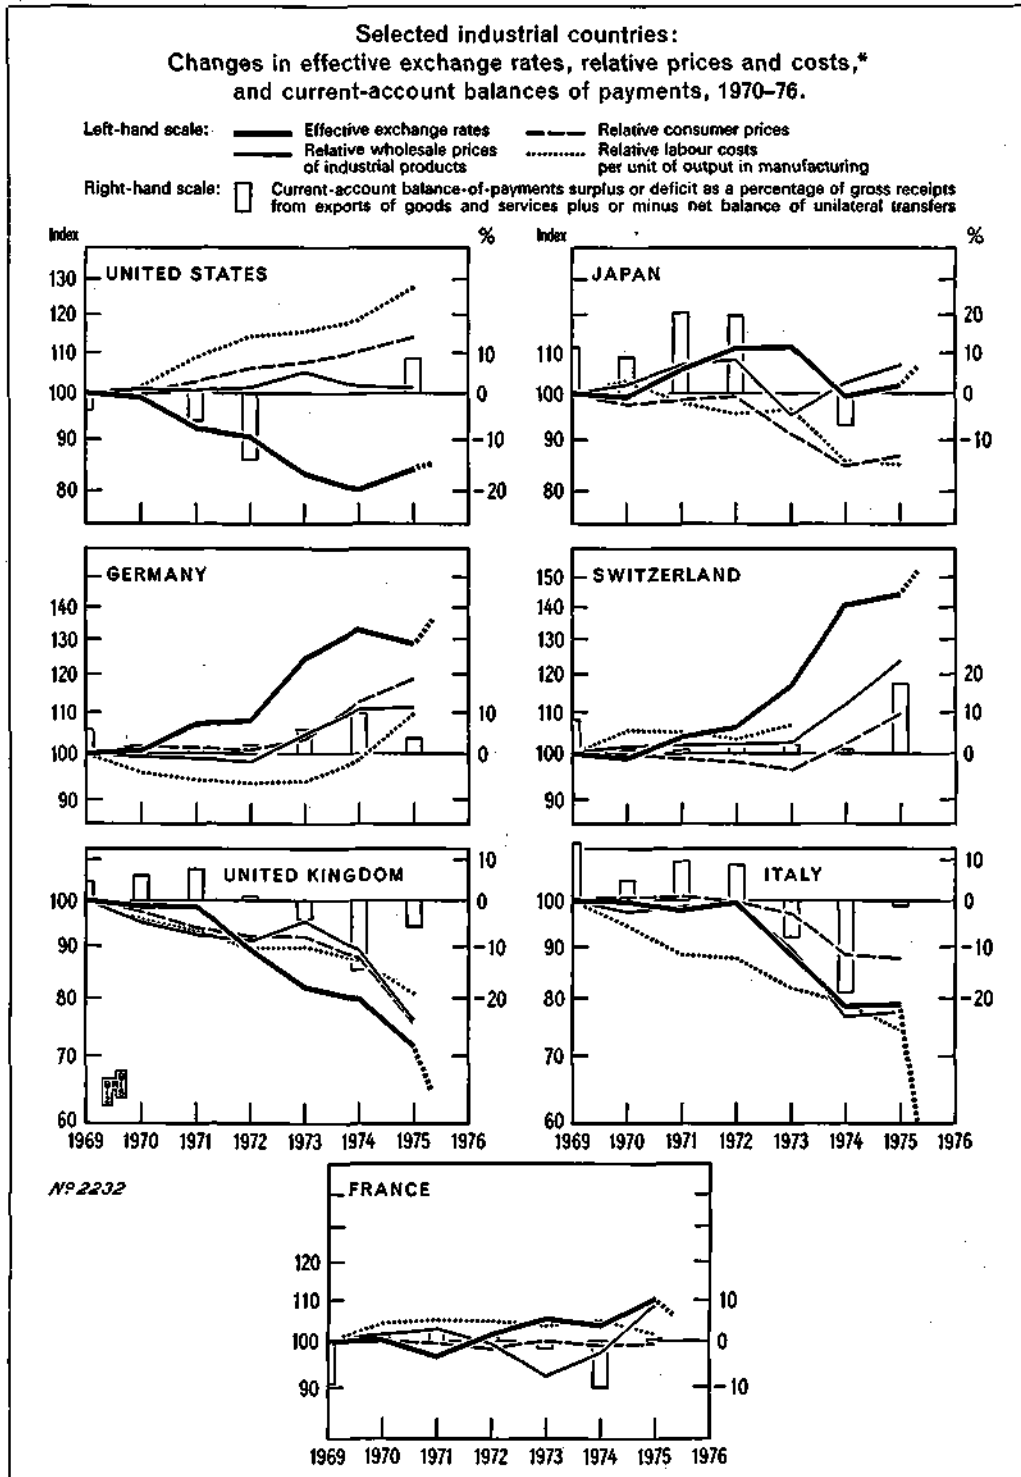 Selected industrial countries:
Changes in effective exchange rates, relative prices and costs,*
and current-account balances of payments, 1970–76.
Left-hand scale: Effective exchange rates Relative consumer prices
Relative wholesale prices of industrial products Relative labour costs per unit of output in manufacturing
Right-hand scale: Current-account balance-of-payments surplus or deficit as a percentage of gross receipts
from exports of goods and services plus or minus net balance of unilateral transfers
Index % Index %
UNITED STATES
130
120
110 10
100 0
90 -10
80 -20
JAPAN
20
110 10
100 0
90 -10
80
GERMANY
140
130
120
110 10
100 0
90
SWITZERLAND
150
140
130
120 20
110 10
100 0
90
UNITED KINGDOM
10
100 0
90 -10
80 -20
70
60
1969 1970 1971 1972 1973 1974 1975 1976
ITALY
10
100 0
90 -10
80 -20
70
60
1969 1970 1971 1972 1973 1974 1975 1976
Nº 2232
FRANCE
120
110 10
100 0
90 -10
1969 1970 1971 1972 1973 1974 1975 1976